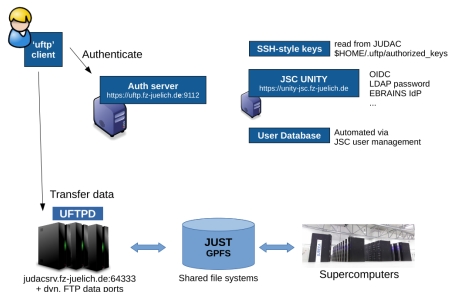 'uftp'
client
Authenticate
Auth server
https://uftp.fz-juelich.de:9112
SSH-style keys
read from JUDAC
$HOME/.uftp/authorized_keys
JSC UNITY
https://unity-jsc.fz-juelich.de
OIDC
LDAP password
EBRAINS IdP
...
User Database
Automated via
JSC user management
Transfer data
UFTPD
judacsrv.fz-juelich.de:64333
+ dyn. FTP data ports
JUST
GPFS
Shared file systems
Supercomputers